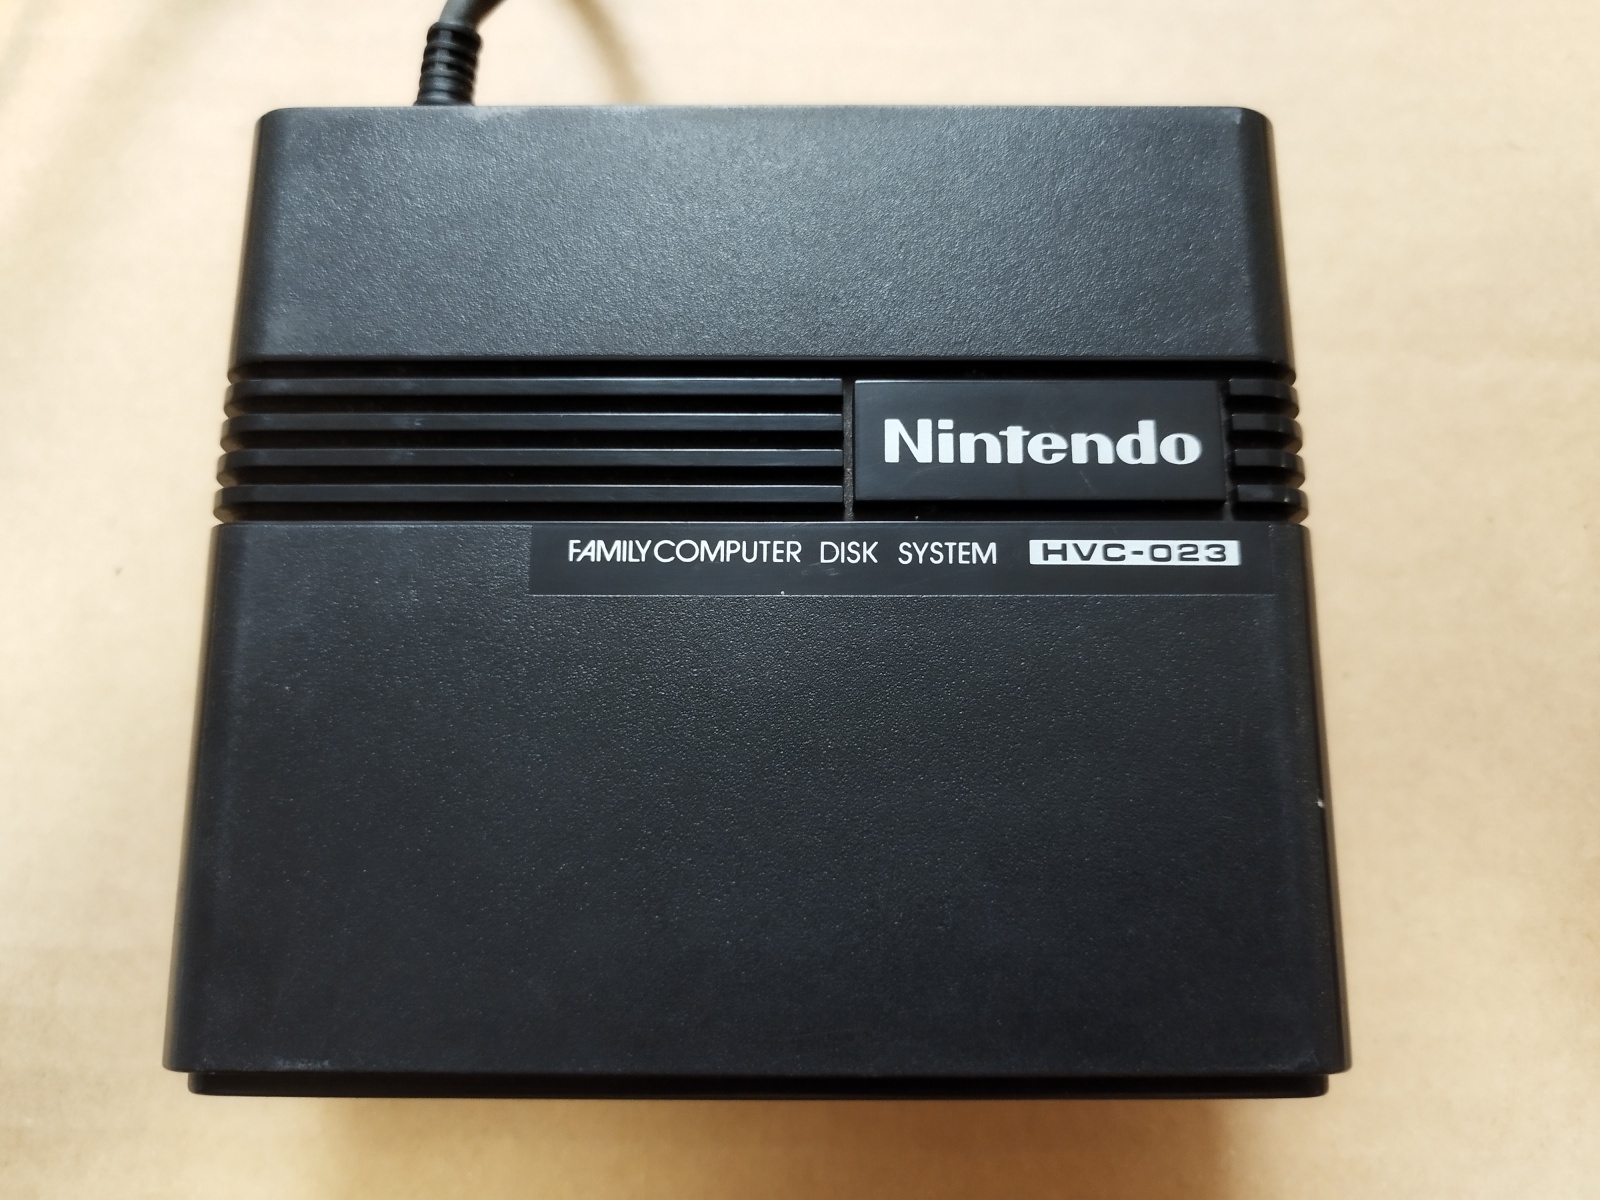 Nintendo
FAMILY COMPUTER DISK SYSTEM HVC-023